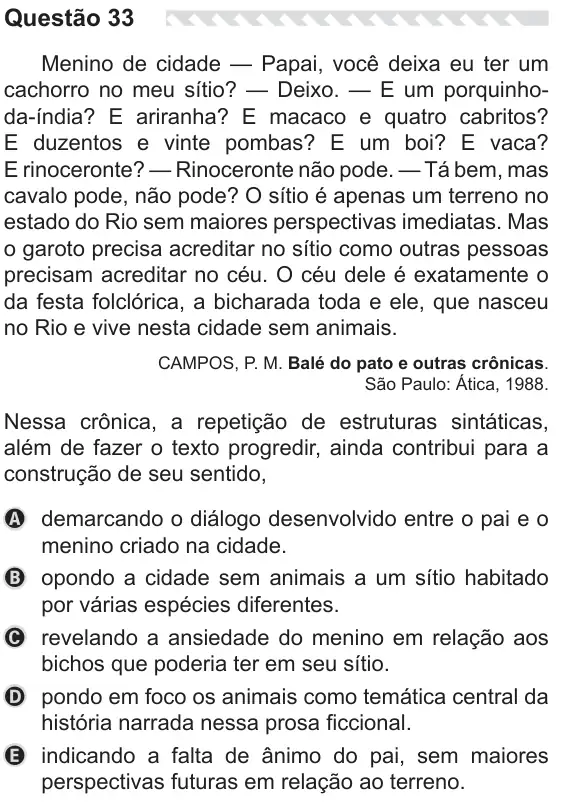 Questão 33
Menino de cidade — Papai, você deixa eu ter um
cachorro no meu sítio? — Deixo. — E um porquinho-
da-índia? E ariranha? E macaco e quatro cabritos?
E duzentos e vinte pombas? E um boi? E vaca?
E rinoceronte? — Rinoceronte não pode. — Tá bem, mas
cavalo pode, não pode? O sítio é apenas um terreno no
estado do Rio sem maiores perspectivas imediatas. Mas
o garoto precisa acreditar no sítio como outras pessoas
precisam acreditar no céu. O céu dele é exatamente o
da festa folclórica, a bicharada toda e ele, que nasceu
no Rio e vive nesta cidade sem animais.
CAMPOS, P. M. Balé do pato e outras crônicas.
São Paulo: Ática, 1988.
Nessa crônica, a repetição de estruturas sintáticas,
além de fazer o texto progredir, ainda contribui para a
construção de seu sentido,
A demarcando o diálogo desenvolvido entre o pai e o
menino criado na cidade.
B opondo a cidade sem animais a um sítio habitado
por várias espécies diferentes.
C revelando a ansiedade do menino em relação aos
bichos que poderia ter em seu sítio.
D pondo em foco os animais como temática central da
história narrada nessa prosa ficcional.
E indicando a falta de ânimo do pai, sem maiores
perspectivas futuras em relação ao terreno.